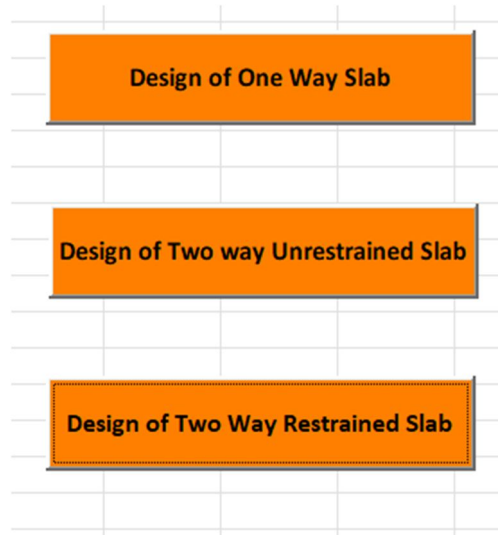 Design of One Way Slab
Design of Two way Unrestrained Slab
Design of Two Way Restrained Slab